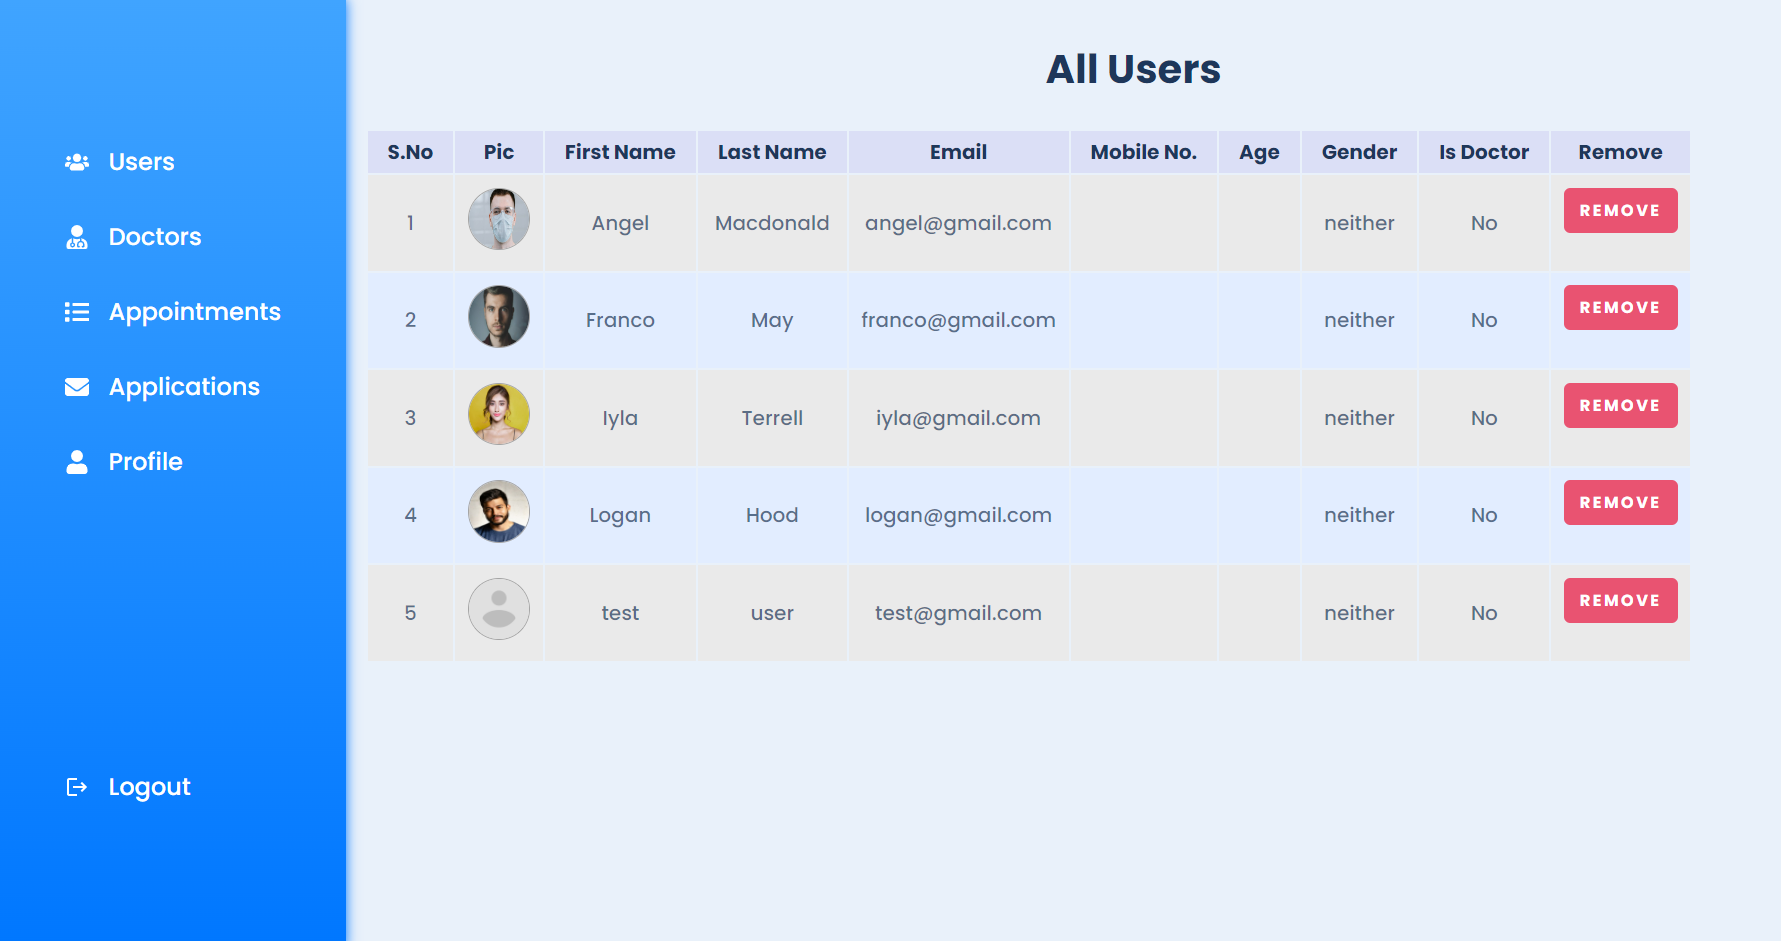 Users
Doctors
Appointments
Applications
Profile
Logout
All Users
S.No Pic First Name Last Name Email Mobile No. Age Gender Is Doctor Remove
1 Angel Macdonald angel@gmail.com neither No REMOVE
2 Franco May franco@gmail.com neither No REMOVE
3 Iyla Terrell iyla@gmail.com neither No REMOVE
4 Logan Hood logan@gmail.com neither No REMOVE
5 test user test@gmail.com neither No REMOVE